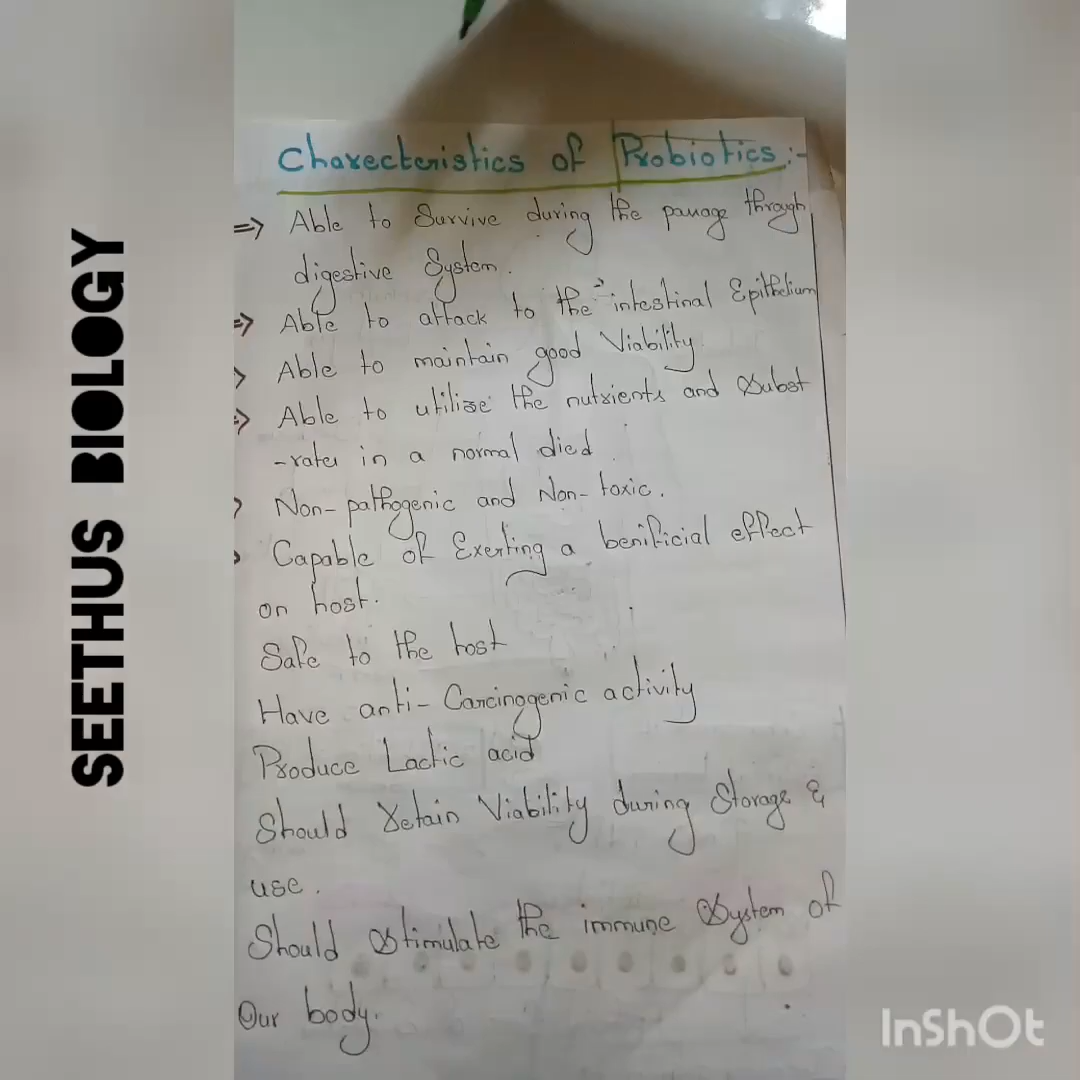 Charecteristics of Probiotics :-
=> Able to Survive during the passage through
digestive System.
=> Able to attack to the intestinal Epithelium
> Able to maintain good Viability
=> Able to utilise the nutrients and Subst
-rates in a normal died.
> Non-pathogenic and Non-toxic.
> Capable of Exerting a benificial effect
on host.
Safe to the host
Have anti-Carcinogenic activity
Produce Lactic acid
Should retain Viability during Storage &
use.
Should Stimulate the immune System of
Our body.
SEETHUS BIOLOGY
InShOt